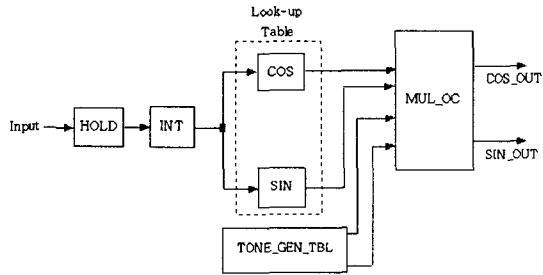 Look-up
Table
COS
COS_OUT
MUL_OC
Input
HOLD
INT
SIN_OUT
SIN
TONE_GEN_TBL